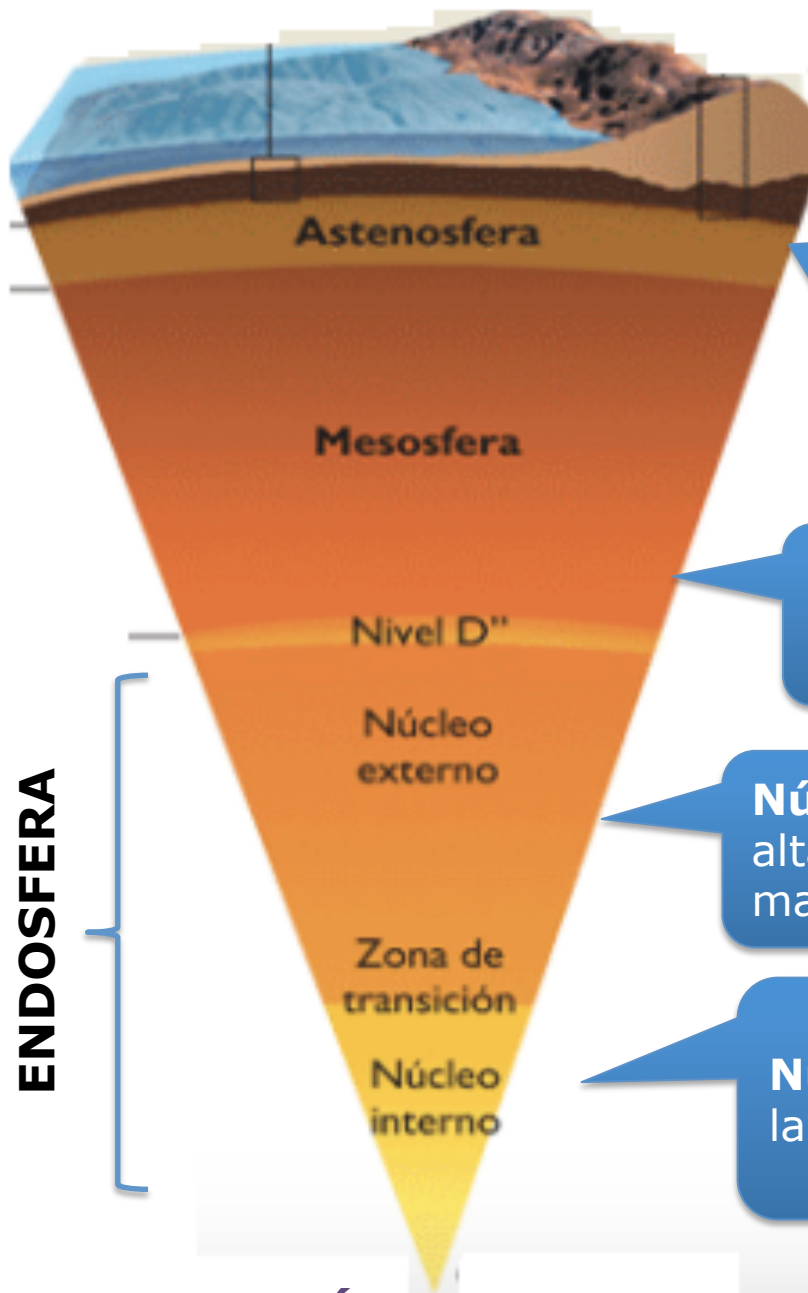 Astenosfera
Mesosfera
Nivel D"
Núcleo
externo
Zona de
transición
Núcleo
interno
ENDOSFERA